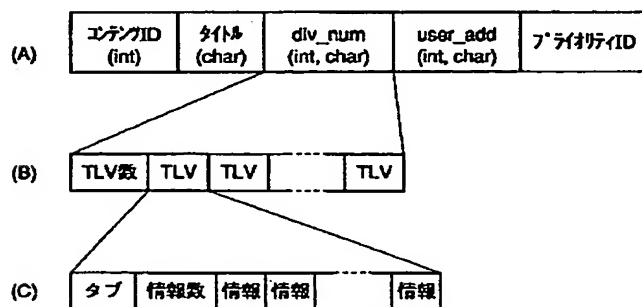 (A) コンテンツID タイトル div_num user_add プライオリティID
(int) (char) (int, char) (int, char)
(B) TLV数 TLV TLV TLV
(C) タブ 情報数 情報 情報 情報